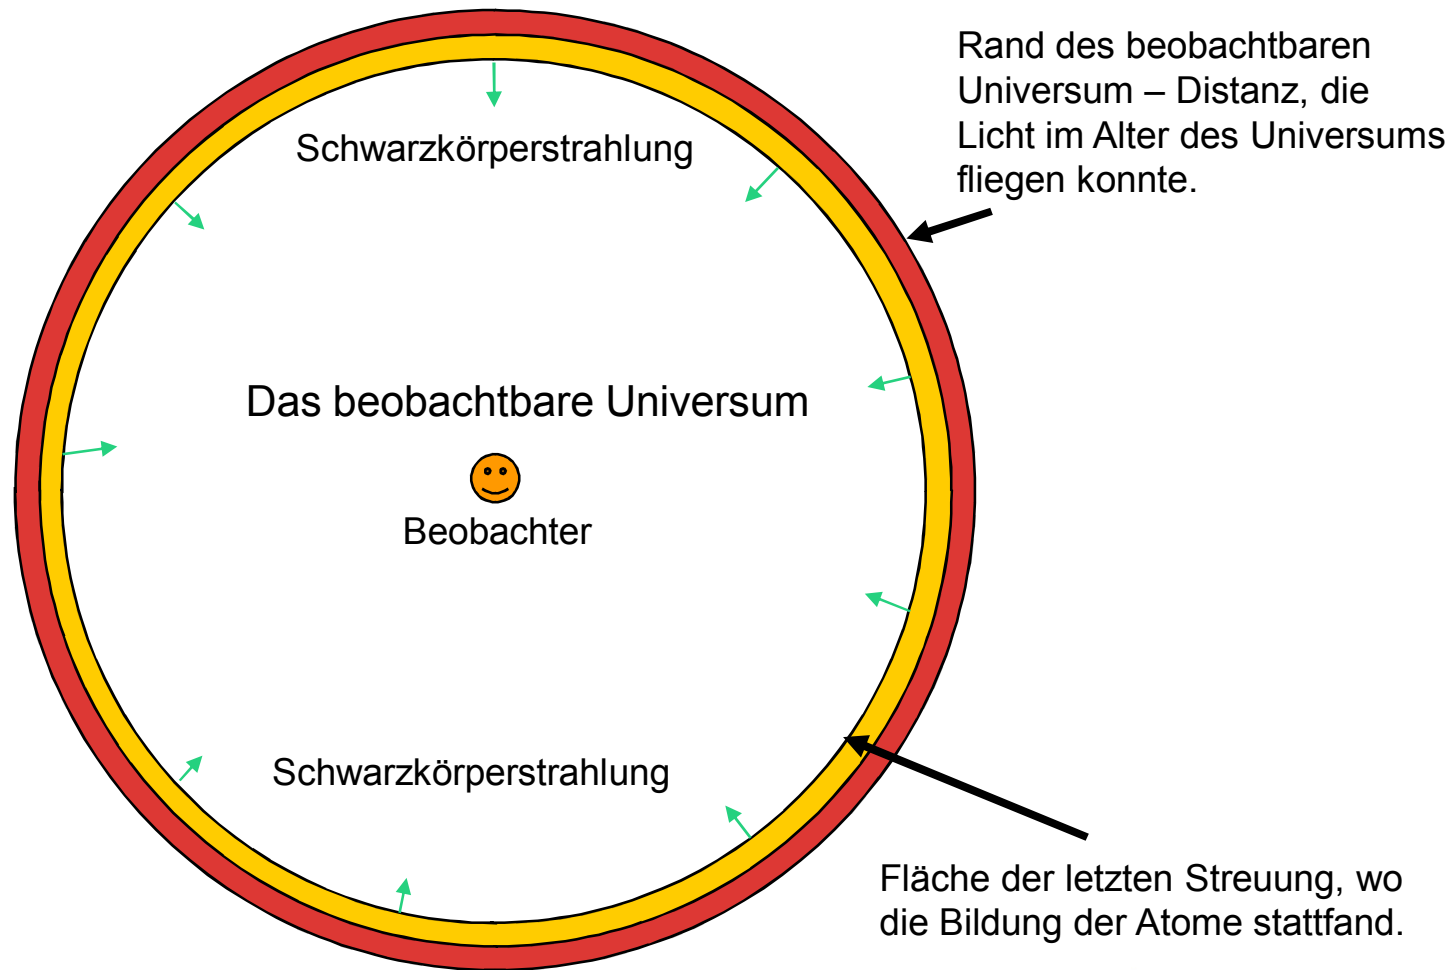 Rand des beobachtbaren
Universum – Distanz, die
Licht im Alter des Universums
fliegen konnte.
Schwarzkörperstrahlung
Das beobachtbare Universum
Beobachter
Schwarzkörperstrahlung
Fläche der letzten Streuung, wo
die Bildung der Atome stattfand.